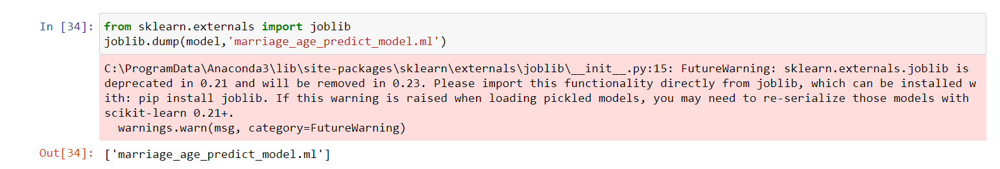 In [34]: from sklearn.externals import joblib
joblib.dump(model,'marriage_age_predict_model.ml')
C:\ProgramData\Anaconda3\lib\site-packages\sklearn\externals\joblib\__init__.py:15: FutureWarning: sklearn.externals.joblib is
deprecated in 0.21 and will be removed in 0.23. Please import this functionality directly from joblib, which can be installed w
ith: pip install joblib. If this warning is raised when loading pickled models, you may need to re-serialize those models with
scikit-learn 0.21+.
  warnings.warn(msg, category=FutureWarning)
Out[34]: ['marriage_age_predict_model.ml']